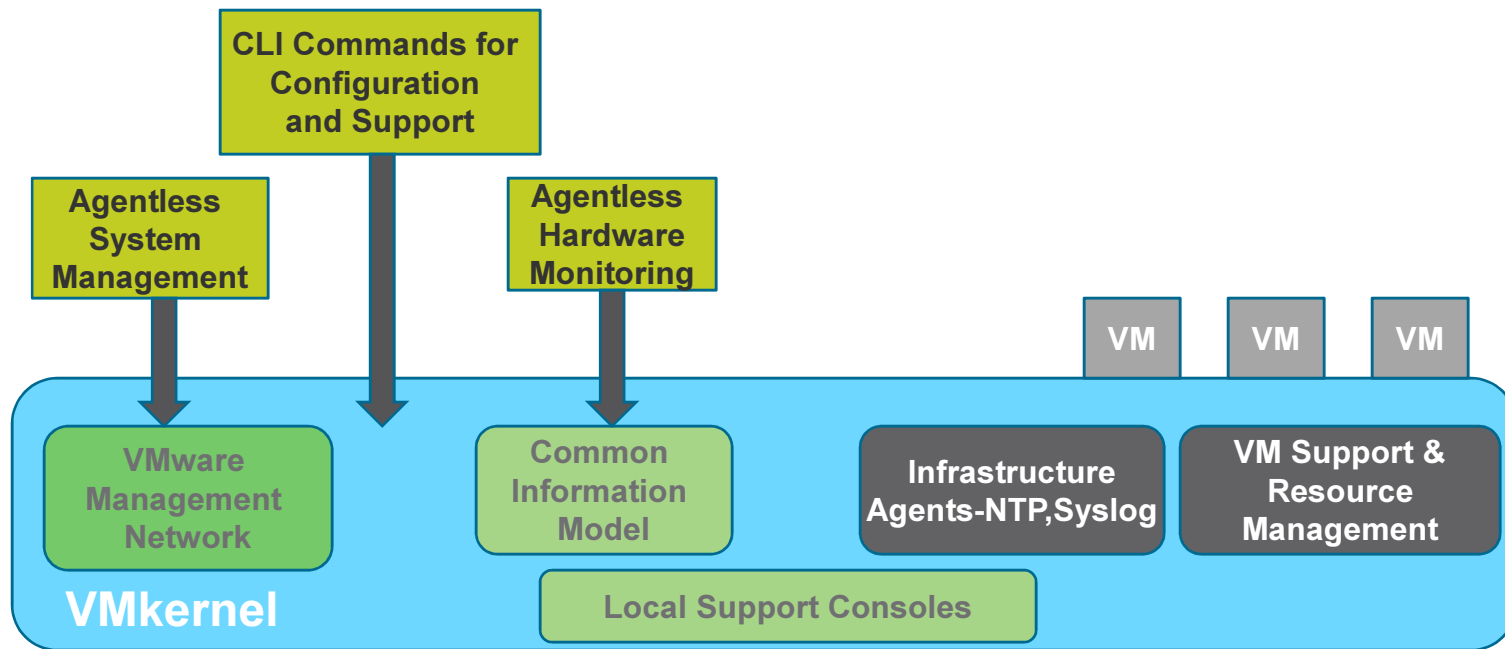 CLI Commands for
Configuration
and Support
Agentless
System
Management
Agentless
Hardware
Monitoring
VM
VM
VM
VMware
Management
Network
Common
Information
Model
Infrastructure
Agents-NTP,Syslog
VM Support &
Resource
Management
VMkernel
Local Support Consoles